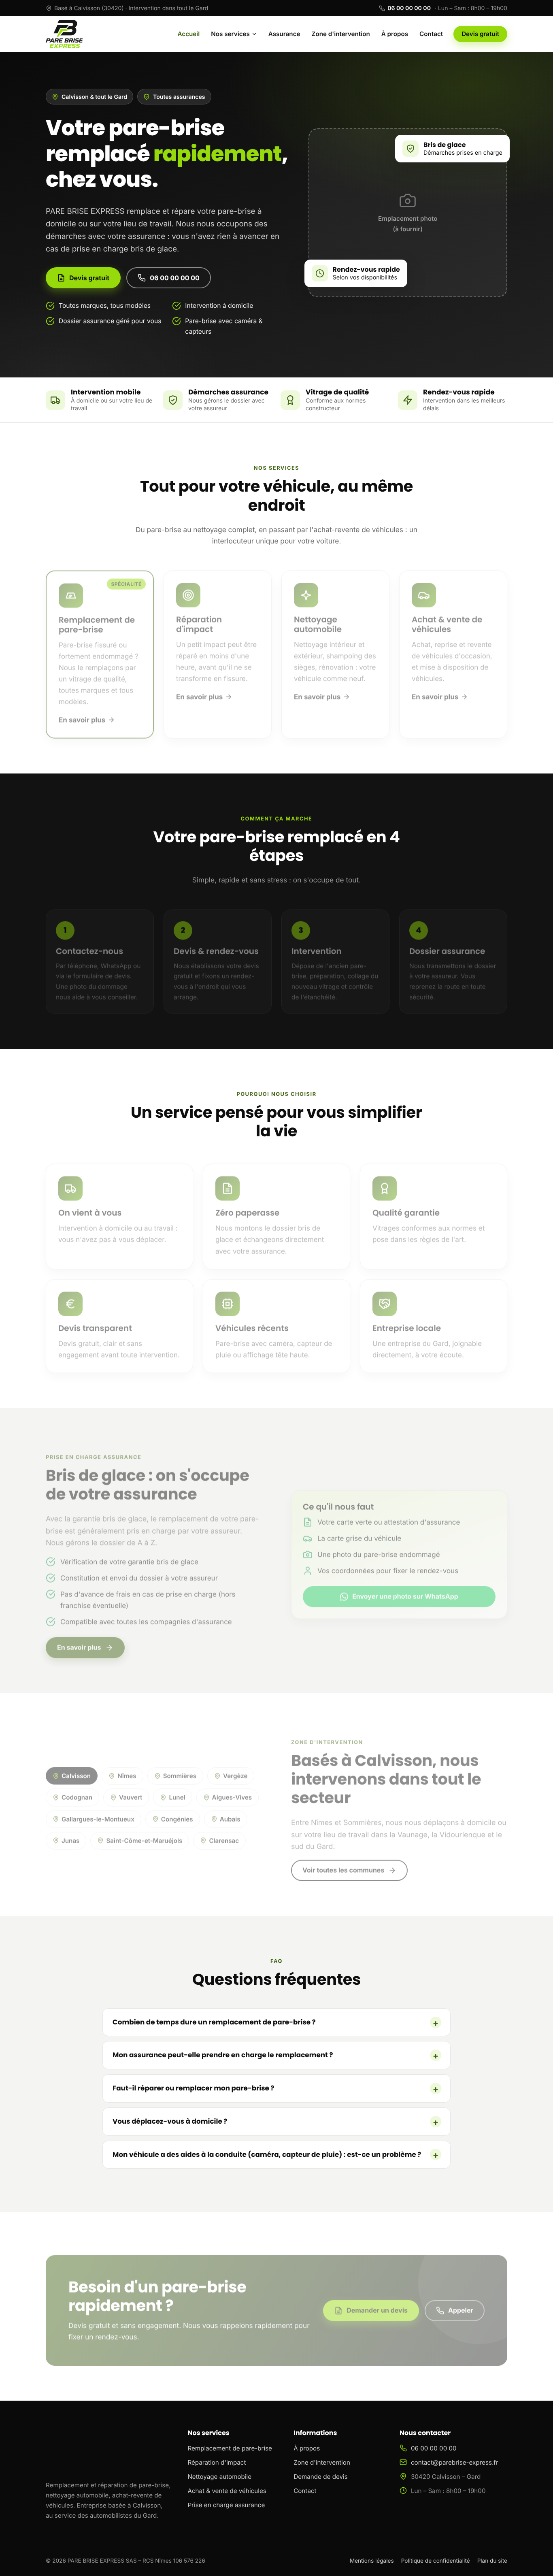 Basé à Calvisson (30420) · Intervention dans tout le Gard
06 00 00 00 00 · Lun – Sam : 8h00 – 19h00
PARE BRISE
EXPRESS
Accueil
Nos services
Assurance
Zone d'intervention
À propos
Contact
Devis gratuit
Calvisson & tout le Gard
Toutes assurances
Votre pare-brise
remplacé rapidement,
chez vous.
PARE BRISE EXPRESS remplace et répare votre pare-brise à
domicile ou sur votre lieu de travail. Nous nous occupons des
démarches avec votre assurance : vous n'avez rien à avancer en
cas de prise en charge bris de glace.
Devis gratuit
06 00 00 00 00
Toutes marques, tous modèles
Intervention à domicile
Dossier assurance géré pour vous
Pare-brise avec caméra &
capteurs
Bris de glace
Démarches prises en charge
Emplacement photo
(à fournir)
Rendez-vous rapide
Selon vos disponibilités
Intervention mobile
À domicile ou sur votre lieu de
travail
Démarches assurance
Nous gérons le dossier avec
votre assureur
Vitrage de qualité
Conforme aux normes
constructeur
Rendez-vous rapide
Intervention dans les meilleurs
délais
NOS SERVICES
Tout pour votre véhicule, au même
endroit
Du pare-brise au nettoyage complet, en passant par l'achat-revente de véhicules : un
interlocuteur unique pour votre voiture.
SPÉCIALITÉ
Remplacement de
pare-brise
Pare-brise fissuré ou
fortement endommagé ?
Nous le remplaçons par
un vitrage de qualité,
toutes marques et tous
modèles.
En savoir plus
Réparation
d'impact
Un petit impact peut être
réparé en moins d'une
heure, avant qu'il ne se
transforme en fissure.
En savoir plus
Nettoyage
automobile
Nettoyage intérieur et
extérieur, shampoing des
sièges, rénovation : votre
véhicule comme neuf.
En savoir plus
Achat & vente de
véhicules
Achat, reprise et revente
de véhicules d'occasion,
et mise à disposition de
véhicules.
En savoir plus
COMMENT ÇA MARCHE
Votre pare-brise remplacé en 4
étapes
Simple, rapide et sans stress : on s'occupe de tout.
1
Contactez-nous
Par téléphone, WhatsApp ou
via le formulaire de devis.
Une photo du dommage
nous aide à vous conseiller.
2
Devis & rendez-vous
Nous établissons votre devis
gratuit et fixons un rendez-
vous à l'endroit qui vous
arrange.
3
Intervention
Dépose de l'ancien pare-
brise, préparation, collage du
nouveau vitrage et contrôle
de l'étanchéité.
4
Dossier assurance
Nous transmettons le dossier
à votre assureur. Vous
reprenez la route en toute
sécurité.
POURQUOI NOUS CHOISIR
Un service pensé pour vous simplifier
la vie
On vient à vous
Intervention à domicile ou au travail :
vous n'avez pas à vous déplacer.
Zéro paperasse
Nous montons le dossier bris de
glace et échangeons directement
avec votre assurance.
Qualité garantie
Vitrages conformes aux normes et
pose dans les règles de l'art.
Devis transparent
Devis gratuit, clair et sans
engagement avant toute intervention.
Véhicules récents
Pare-brise avec caméra, capteur de
pluie ou affichage tête haute.
Entreprise locale
Une entreprise du Gard, joignable
directement, à votre écoute.
PRISE EN CHARGE ASSURANCE
Bris de glace : on s'occupe
de votre assurance
Avec la garantie bris de glace, le remplacement de votre pare-
brise est généralement pris en charge par votre assureur.
Nous gérons le dossier de A à Z.
Vérification de votre garantie bris de glace
Constitution et envoi du dossier à votre assureur
Pas d'avance de frais en cas de prise en charge (hors
franchise éventuelle)
Compatible avec toutes les compagnies d'assurance
En savoir plus
Ce qu'il nous faut
Votre carte verte ou attestation d'assurance
La carte grise du véhicule
Une photo du pare-brise endommagé
Vos coordonnées pour fixer le rendez-vous
Envoyer une photo sur WhatsApp
Calvisson
Nîmes
Sommières
Vergèze
Codognan
Vauvert
Lunel
Aigues-Vives
Gallargues-le-Montueux
Congénies
Aubais
Junas
Saint-Côme-et-Maruéjols
Clarensac
ZONE D'INTERVENTION
Basés à Calvisson, nous
intervenons dans tout le
secteur
Entre Nîmes et Sommières, nous nous déplaçons à domicile ou
sur votre lieu de travail dans la Vaunage, la Vidourlenque et le
sud du Gard.
Voir toutes les communes
FAQ
Questions fréquentes
Combien de temps dure un remplacement de pare-brise ?
Mon assurance peut-elle prendre en charge le remplacement ?
Faut-il réparer ou remplacer mon pare-brise ?
Vous déplacez-vous à domicile ?
Mon véhicule a des aides à la conduite (caméra, capteur de pluie) : est-ce un problème ?
Besoin d'un pare-brise
rapidement ?
Devis gratuit et sans engagement. Nous vous rappelons rapidement pour
fixer un rendez-vous.
Demander un devis
Appeler
Remplacement et réparation de pare-brise,
nettoyage automobile, achat-revente de
véhicules. Entreprise basée à Calvisson,
au service des automobilistes du Gard.
Nos services
Remplacement de pare-brise
Réparation d'impact
Nettoyage automobile
Achat & vente de véhicules
Prise en charge assurance
Informations
À propos
Zone d'intervention
Demande de devis
Contact
Nous contacter
06 00 00 00 00
contact@parebrise-express.fr
30420 Calvisson – Gard
Lun – Sam : 8h00 – 19h00
© 2026 PARE BRISE EXPRESS SAS – RCS Nîmes 106 576 226
Mentions légales
Politique de confidentialité
Plan du site